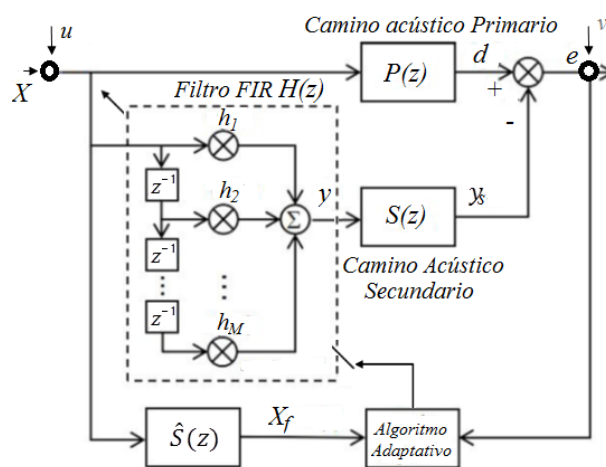 Camino acústico Primario
u
X
P(z)
d
+
-
e
v
Filtro FIR H(z)
h1
z⁻¹
h2
z⁻¹
⋮
⋮
z⁻¹
hM
Σ
y
S(z)
ys
Camino Acústico
Secundario
Ŝ(z)
Xf
Algoritmo
Adaptativo